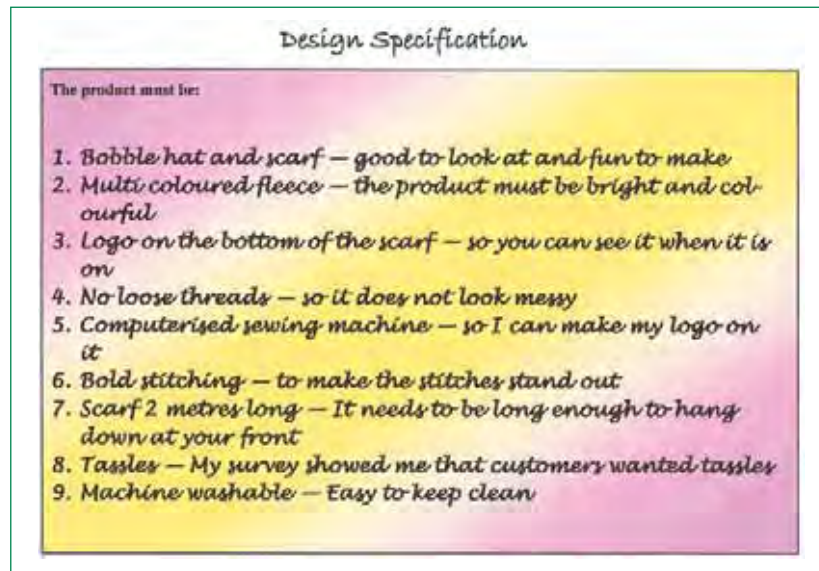 Design Specification
The product must be:
1. Bobble hat and scarf – good to look at and fun to make
2. Multi coloured fleece – the product must be bright and col-
ourful
3. Logo on the bottom of the scarf – so you can see it when it is
on
4. No loose threads – so it does not look messy
5. Computerised sewing machine – so I can make my logo on
it
6. Bold stitching – to make the stitches stand out
7. Scarf 2 metres long – It needs to be long enough to hang
down at your front
8. Tassles – My survey showed me that customers wanted tassles
9. Machine washable – Easy to keep clean